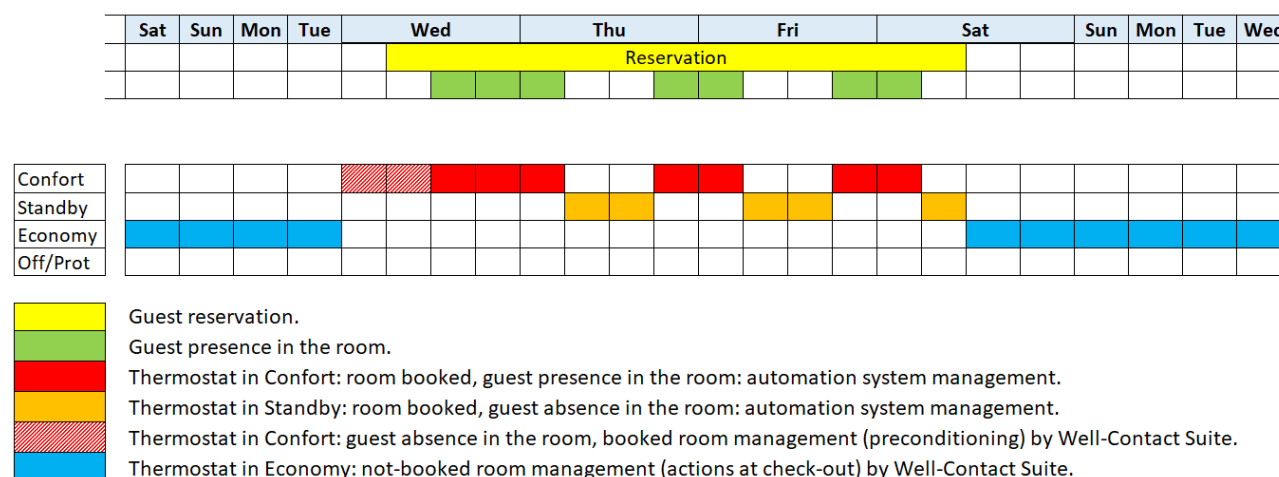 Sat Sun Mon Tue Wed Thu Fri Sat Sun Mon Tue Wed
Reservation
Confort
Standby
Economy
Off/Prot
Guest reservation.
Guest presence in the room.
Thermostat in Confort: room booked, guest presence in the room: automation system management.
Thermostat in Standby: room booked, guest absence in the room: automation system management.
Thermostat in Confort: guest absence in the room, booked room management (preconditioning) by Well-Contact Suite.
Thermostat in Economy: not-booked room management (actions at check-out) by Well-Contact Suite.